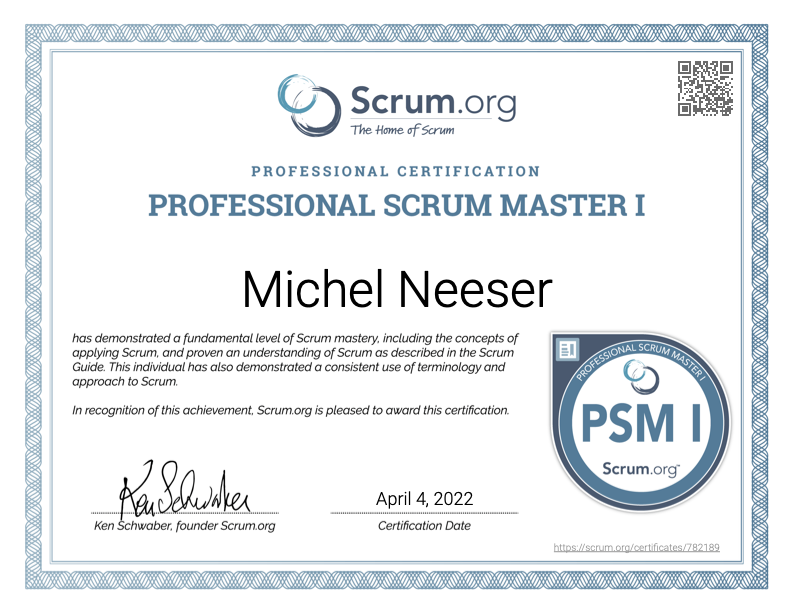 Scrum.org
The Home of Scrum
PROFESSIONAL CERTIFICATION
PROFESSIONAL SCRUM MASTER I
Michel Neeser
has demonstrated a fundamental level of Scrum mastery, including the concepts of
applying Scrum, and proven an understanding of Scrum as described in the Scrum
Guide. This individual has also demonstrated a consistent use of terminology and
approach to Scrum.
In recognition of this achievement, Scrum.org is pleased to award this certification.
PROFESSIONAL SCRUM MASTER I
PSM I
Scrum.org™
Ken Schwaber
April 4, 2022
Ken Schwaber, founder Scrum.org
Certification Date
https://scrum.org/certificates/782189